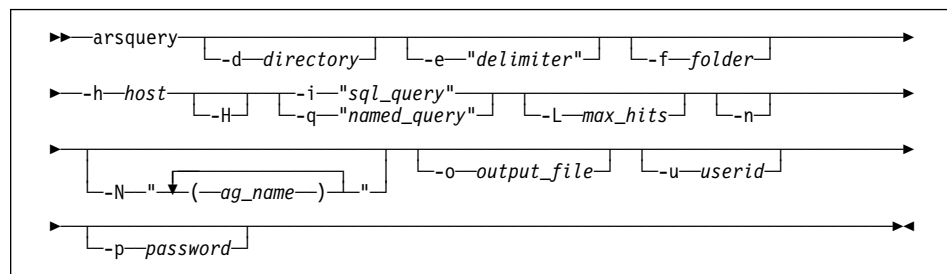 arsquery
-d directory -e "delimiter" -f folder
-h host -i "sql_query"
-H -q "named_query" -L max_hits -n
-N " ( ag_name ) " -o output_file -u userid
-p password